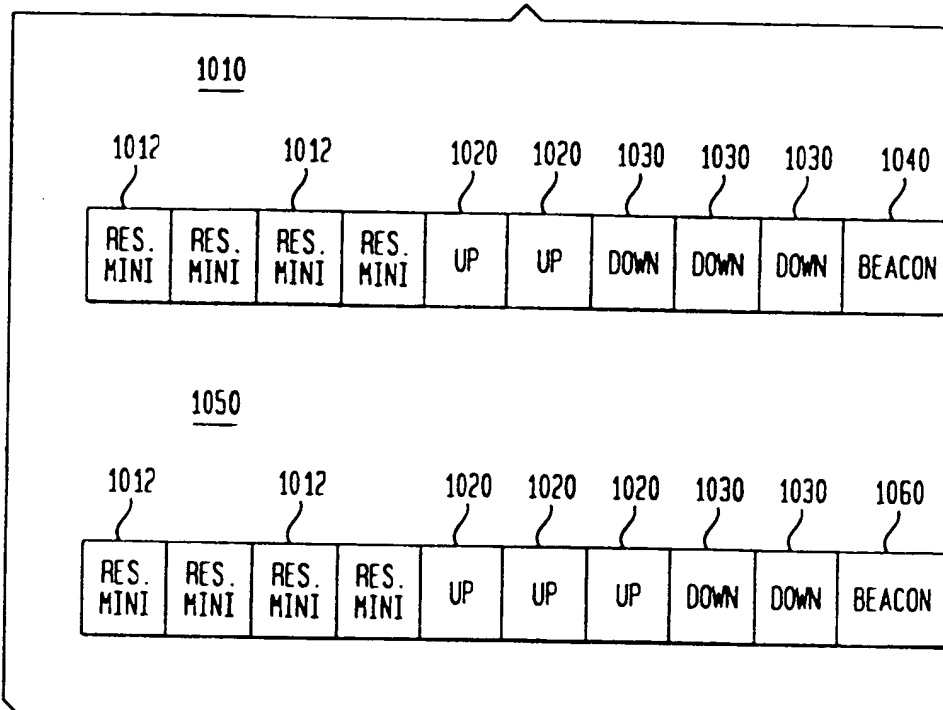 1010
1012 1012 1020 1020 1030 1030 1030 1040
RES. MINI RES. MINI RES. MINI RES. MINI UP UP DOWN DOWN DOWN BEACON
1050
1012 1012 1020 1020 1020 1030 1030 1060
RES. MINI RES. MINI RES. MINI RES. MINI UP UP UP DOWN DOWN BEACON